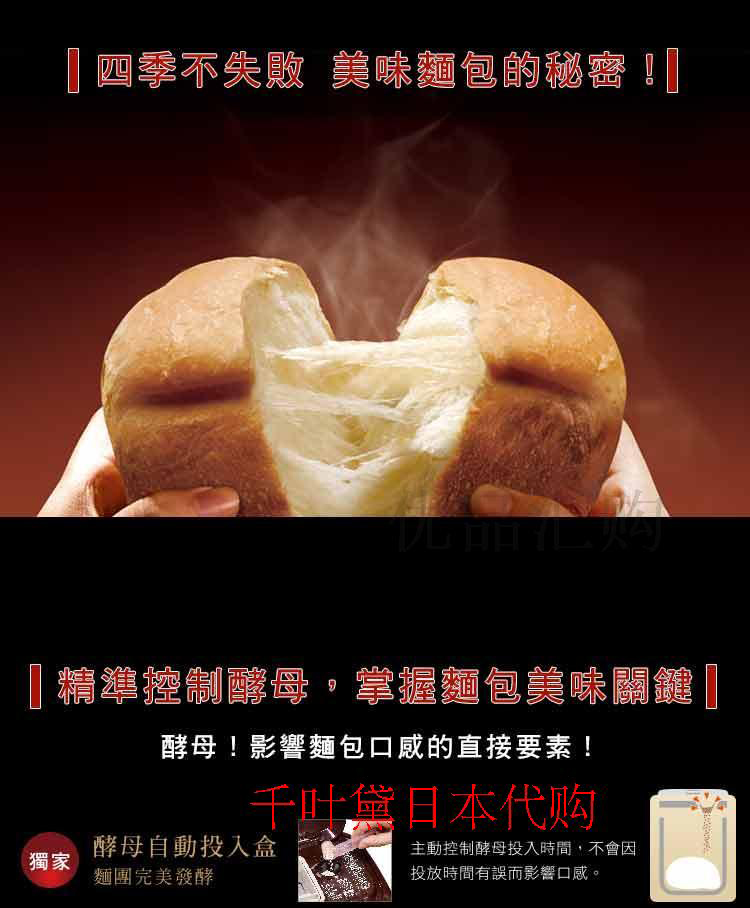 四季不失敗 美味麵包的秘密！
优品汇购
精準控制酵母，掌握麵包美味關鍵
酵母！影響麵包口感的直接要素！
千叶黛日本代购
獨家
酵母自動投入盒
麵團完美發酵
主動控制酵母投入時間，不會因
投放時間有誤而影響口感。